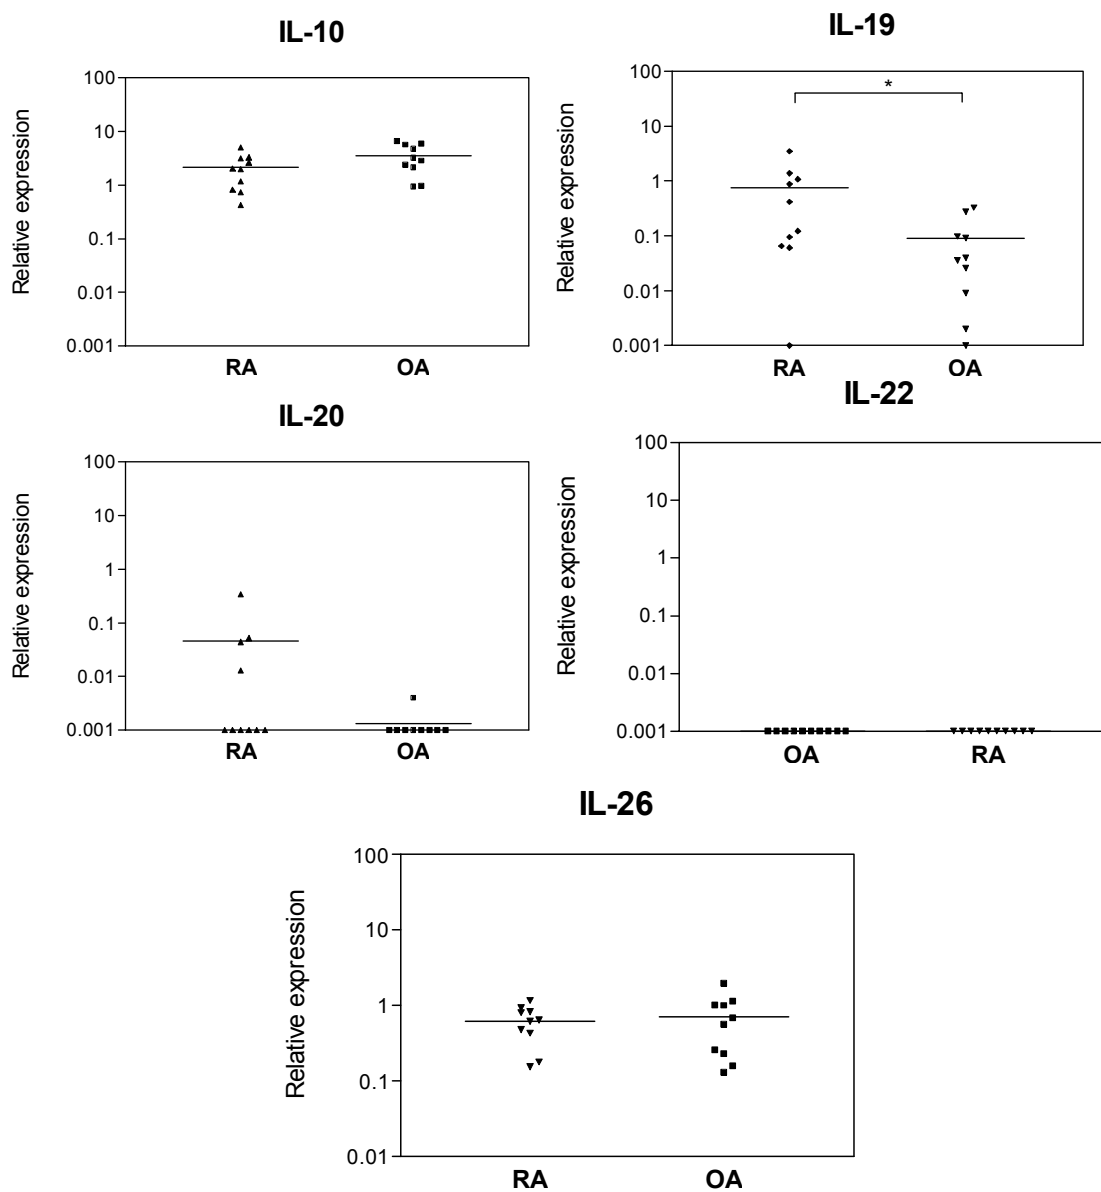 IL-10
Relative expression
100
10
1
0.1
0.01
0.001
RA OA
IL-19
Relative expression
100
10
1
0.1
0.01
0.001
*
RA OA
IL-20
Relative expression
100
10
1
0.1
0.01
0.001
RA OA
IL-22
Relative expression
100
10
1
0.1
0.01
0.001
OA RA
IL-26
Relative expression
100
10
1
0.1
0.01
RA OA